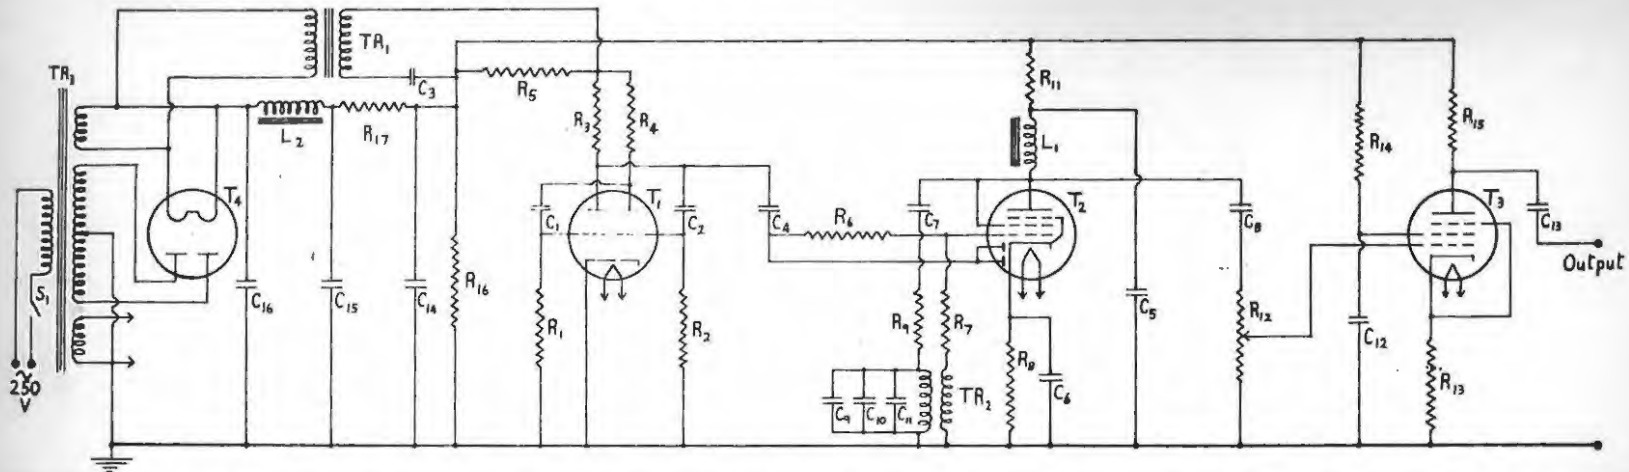 TR₃
TR₁
C₃
R₅
R₃
R₄
L₂
R₁₇
T₄
S₁
250
V
C₁₆
C₁₅
C₁₄
R₁₆
C₁
T₁
C₂
R₁
R₂
C₄
R₆
C₇
R₁₁
L₁
T₂
C₅
C₈
R₉
R₇
R₈
C₆
TR₂
C₉
C₁₀
C₁₁
R₁₂
R₁₄
C₁₂
R₁₅
T₃
C₁₃
R₁₃
Output